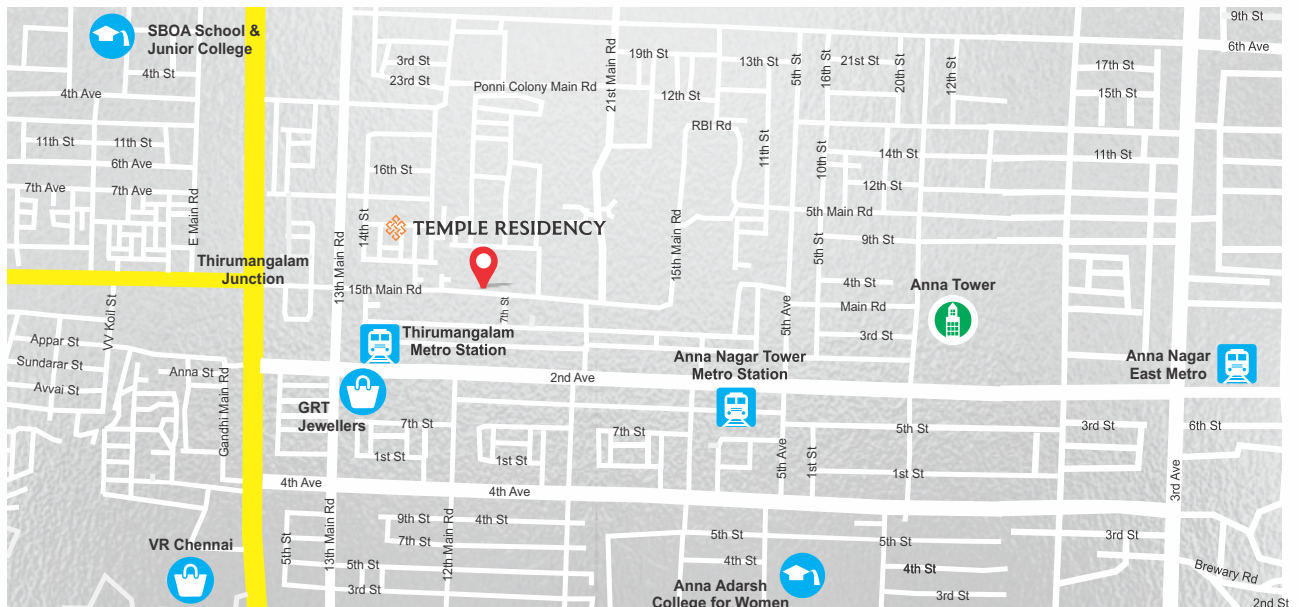 SBOA School &
Junior College
4th St
4th Ave
11th St
11th St
6th Ave
7th Ave
7th Ave
E Main Rd
Thirumangalam
Junction
3rd St
23rd St
Ponni Colony Main Rd
16th St
14th St
TEMPLE RESIDENCY
13th Main Rd
15th Main Rd
7th St
21st Main Rd
19th St
12th St
RBI Rd
13th St
11th St
15th Main Rd
5th St
16th St
21st St
20th St
12th St
10th St
14th St
12th St
5th Main Rd
5th St
9th St
4th St
Main Rd
3rd St
Anna Tower
9th St
6th Ave
17th St
15th St
11th St
VV Koil St
Appar St
Sundarar St
Avvai St
Anna St
Gandhi Main Rd
Thirumangalam
Metro Station
GRT
Jewellers
2nd Ave
Anna Nagar Tower
Metro Station
Anna Nagar
East Metro
7th St
1st St
1st St
7th St
5th Ave
1st St
5th St
1st St
3rd St
6th St
3rd Ave
4th Ave
4th Ave
VR Chennai
5th St
13th Main Rd
9th St
7th St
12th Main Rd
4th St
5th St
3rd St
5th St
4th St
Anna Adarsh
College for Women
5th St
4th St
3rd St
3rd St
Brewary Rd
2nd St